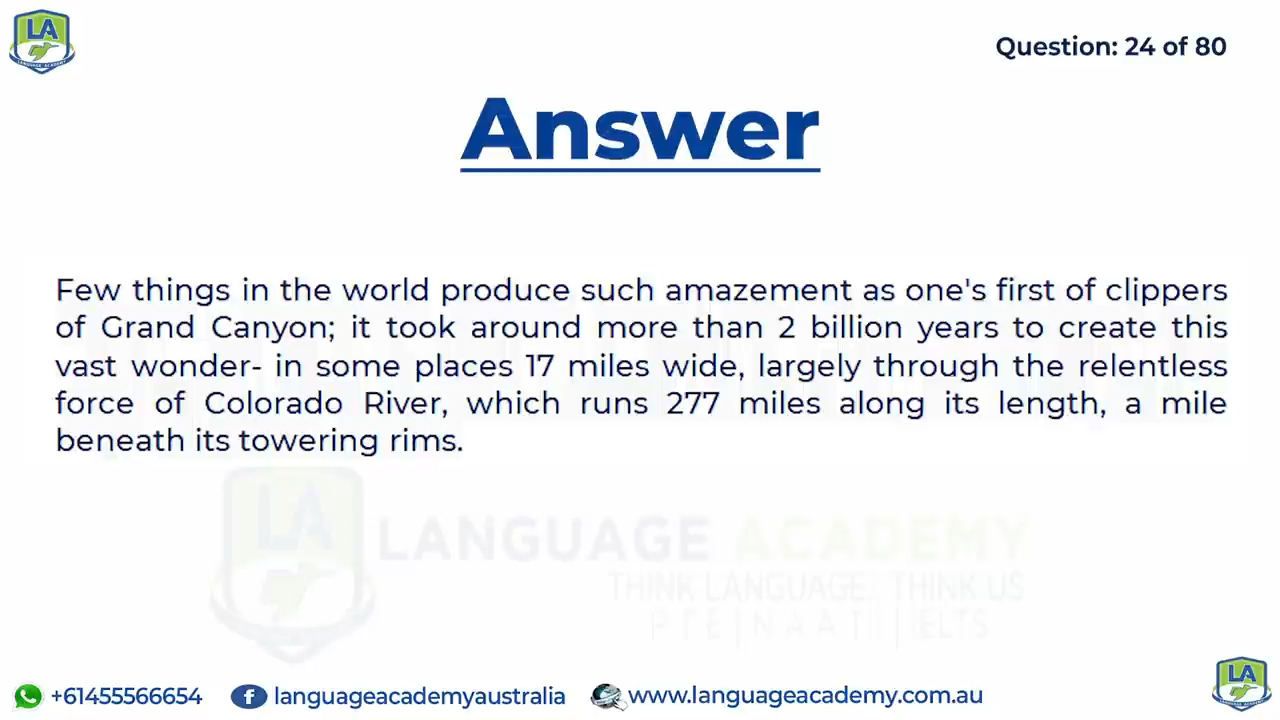 LA
LANGUAGE ACADEMY
Question: 24 of 80
Answer
Few things in the world produce such amazement as one's first of clippers
of Grand Canyon; it took around more than 2 billion years to create this
vast wonder- in some places 17 miles wide, largely through the relentless
force of Colorado River, which runs 277 miles along its length, a mile
beneath its towering rims.
LA
LANGUAGE ACADEMY
THINK LANGUAGE, THINK US
PTE | NAATI | IELTS
+61455566654
languageacademyaustralia
www.languageacademy.com.au
LA